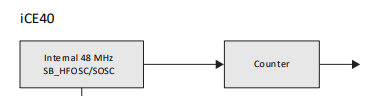 iCE40
Internal 48 MHz
SB_HFOSC/SOSC
Counter